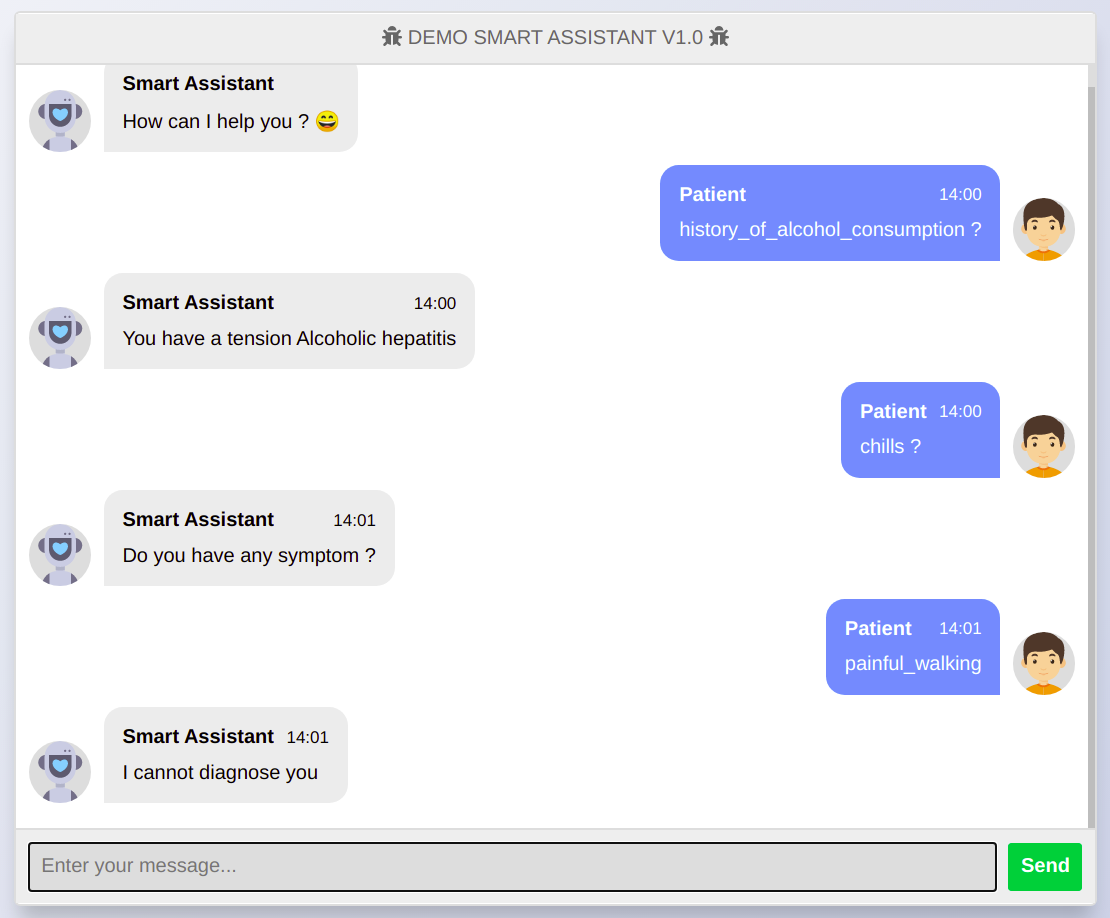 DEMO SMART ASSISTANT V1.0
Smart Assistant
How can I help you ? 😄
Patient 14:00
history_of_alcohol_consumption ?
Smart Assistant 14:00
You have a tension Alcoholic hepatitis
Patient 14:00
chills ?
Smart Assistant 14:01
Do you have any symptom ?
Patient 14:01
painful_walking
Smart Assistant 14:01
I cannot diagnose you
Enter your message...
Send